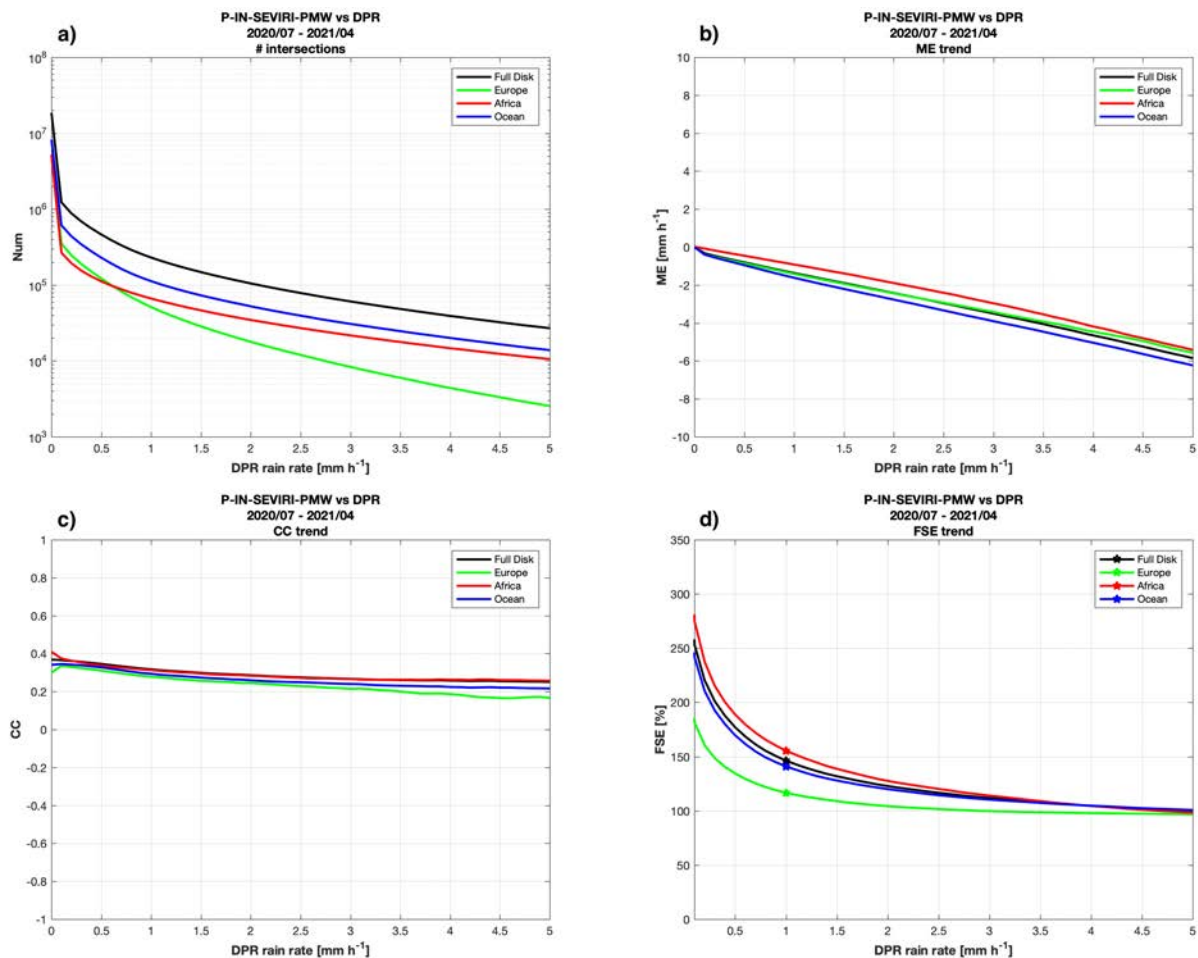 P-IN-SEVIRI-PMW vs DPR
2020/07 - 2021/04
# intersections
a)
Full Disk
Europe
Africa
Ocean
10^8
10^7
10^6
10^5
10^4
10^3
Num
0 0.5 1 1.5 2 2.5 3 3.5 4 4.5 5
DPR rain rate [mm h^-1]
P-IN-SEVIRI-PMW vs DPR
2020/07 - 2021/04
ME trend
b)
Full Disk
Europe
Africa
Ocean
10
8
6
4
2
0
-2
-4
-6
-8
-10
ME [mm h^-1]
0 0.5 1 1.5 2 2.5 3 3.5 4 4.5 5
DPR rain rate [mm h^-1]
P-IN-SEVIRI-PMW vs DPR
2020/07 - 2021/04
CC trend
c)
Full Disk
Europe
Africa
Ocean
1
0.8
0.6
0.4
0.2
0
-0.2
-0.4
-0.6
-0.8
-1
CC
0 0.5 1 1.5 2 2.5 3 3.5 4 4.5 5
DPR rain rate [mm h^-1]
P-IN-SEVIRI-PMW vs DPR
2020/07 - 2021/04
FSE trend
d)
Full Disk
Europe
Africa
Ocean
350
300
250
200
150
100
50
0
FSE [%]
0.5 1 1.5 2 2.5 3 3.5 4 4.5 5
DPR rain rate [mm h^-1]